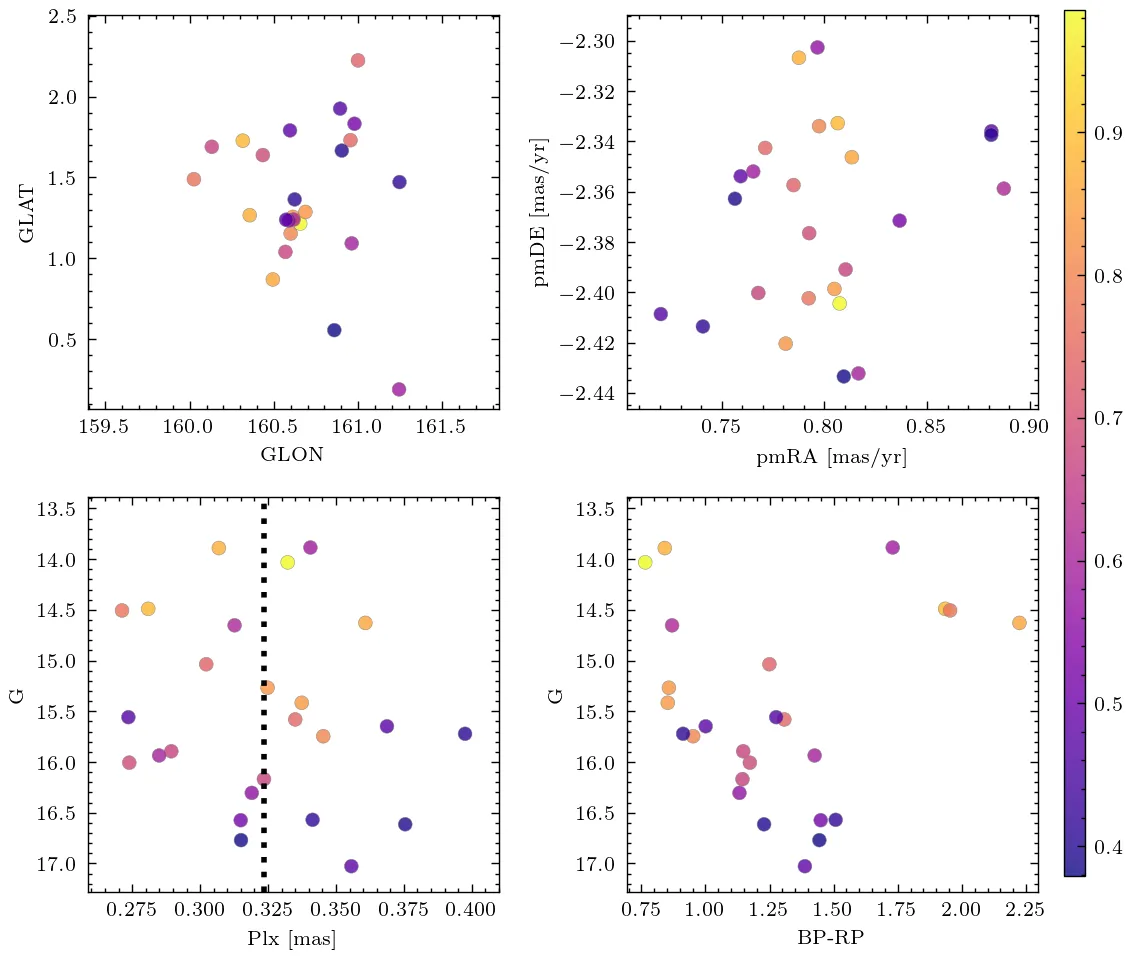 2.5
2.0
1.5
1.0
0.5
GLAT
159.5 160.0 160.5 161.0 161.5
GLON
−2.30
−2.32
−2.34
−2.36
−2.38
−2.40
−2.42
−2.44
pmDE [mas/yr]
0.75 0.80 0.85 0.90
pmRA [mas/yr]
13.5
14.0
14.5
15.0
15.5
16.0
16.5
17.0
G
0.275 0.300 0.325 0.350 0.375 0.400
Plx [mas]
13.5
14.0
14.5
15.0
15.5
16.0
16.5
17.0
G
0.75 1.00 1.25 1.50 1.75 2.00 2.25
BP-RP
0.9
0.8
0.7
0.6
0.5
0.4